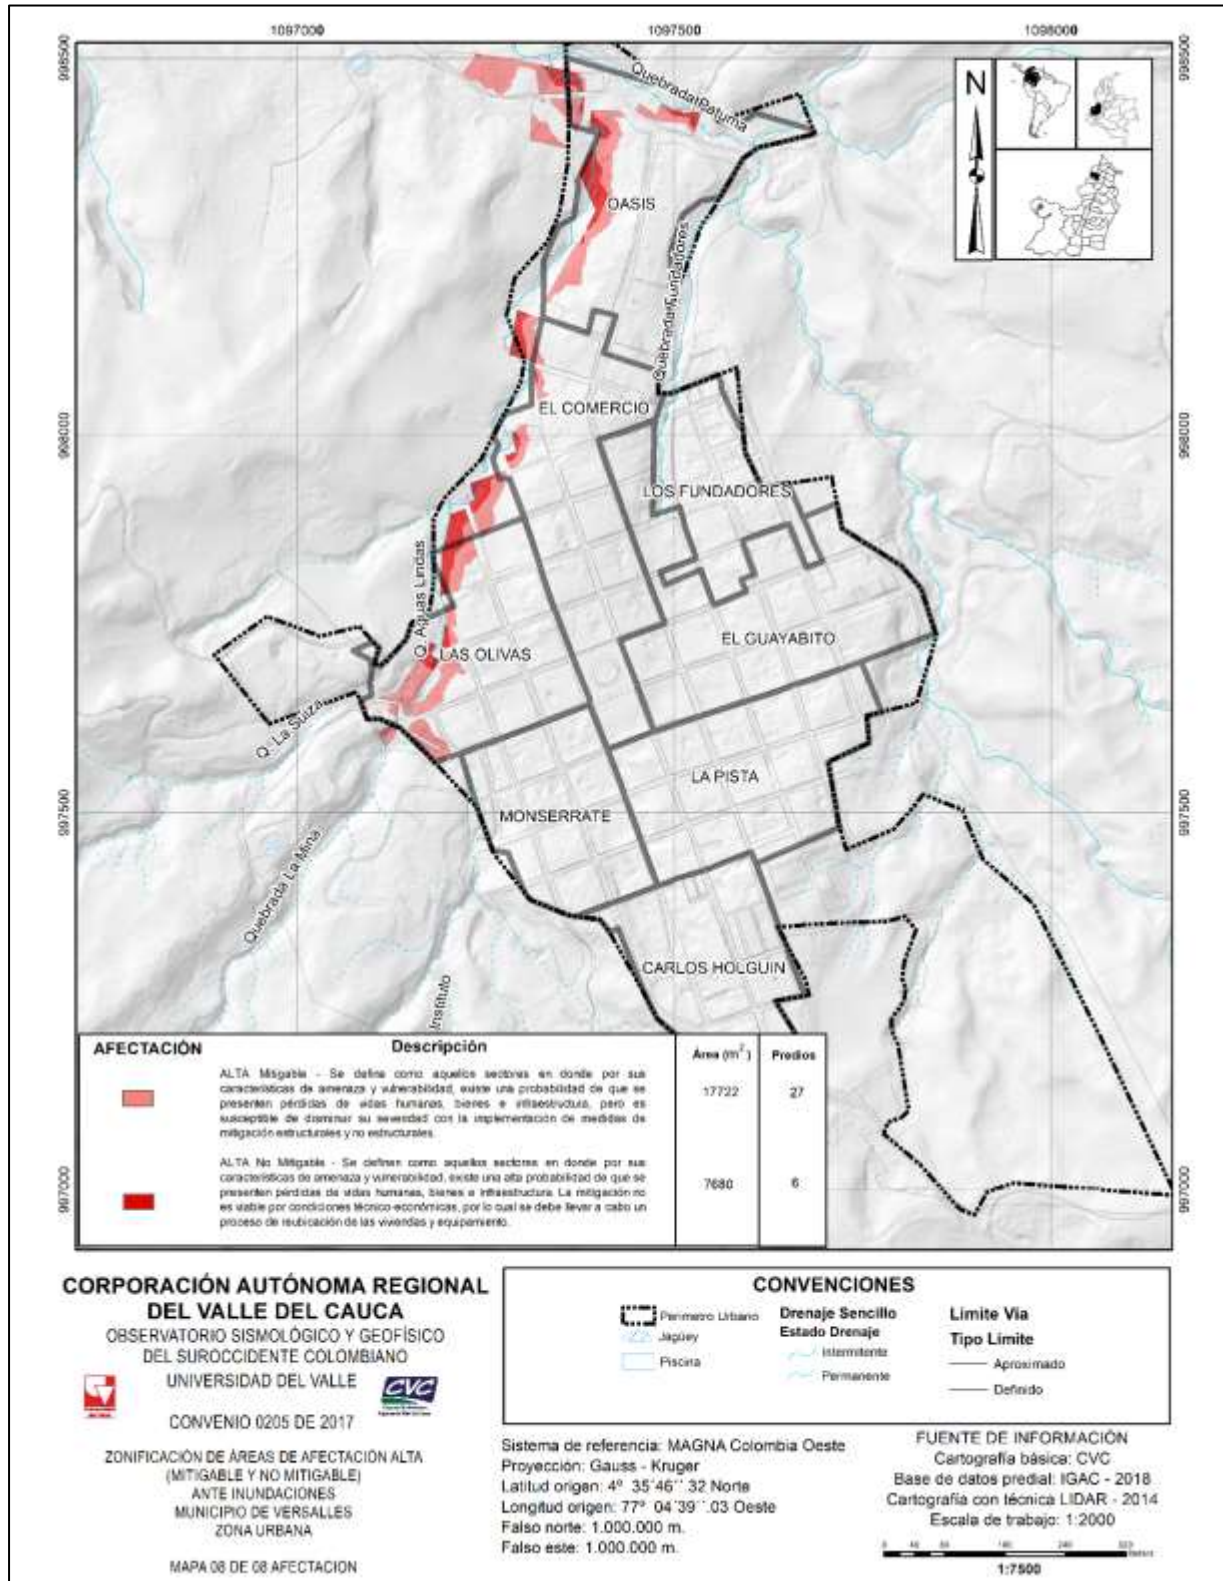 1097000
1097500
1098000
998500
998500
N
Quebrada Patuma
OASIS
Quebrada Fundadores
EL COMERCIO
998000
998000
LOS FUNDADORES
Q. Aguas Lindas
EL GUAYABITO
LAS OLIVAS
Q. La Suiza
LA PISTA
MONSERRATE
997500
997500
Quebrada La Mina
CARLOS HOLGUIN
Instituto
997000
997000
AFECTACIÓN
Descripción
Área (m²)
Predios
ALTA Mitigable - Se define como aquellos sectores en donde por sus
características de amenaza y vulnerabilidad, existe una probabilidad de que se
presenten pérdidas de vidas humanas, bienes e infraestructura, pero es
susceptible de disminuir su severidad con la implementación de medidas de
mitigación estructurales y no estructurales.
17722
27
ALTA No Mitigable - Se definen como aquellos sectores en donde por sus
características de amenaza y vulnerabilidad, existe una alta probabilidad de que se
presenten pérdidas de vidas humanas, bienes e infraestructura. La mitigación no
es viable por condiciones técnico-económicas, por lo cual se debe llevar a cabo un
proceso de reubicación de las viviendas y equipamiento.
7680
6
CORPORACIÓN AUTÓNOMA REGIONAL
DEL VALLE DEL CAUCA
OBSERVATORIO SISMOLÓGICO Y GEOFÍSICO
DEL SUROCCIDENTE COLOMBIANO
UNIVERSIDAD DEL VALLE
CVC
CONVENIO 0205 DE 2017
ZONIFICACIÓN DE ÁREAS DE AFECTACIÓN ALTA
(MITIGABLE Y NO MITIGABLE)
ANTE INUNDACIONES
MUNICIPIO DE VERSALLES
ZONA URBANA
MAPA 08 DE 08 AFECTACION
CONVENCIONES
Perimetro Urbano
Jagüey
Piscina
Drenaje Sencillo
Estado Drenaje
Intermitente
Permanente
Limite Via
Tipo Limite
Aproximado
Definido
Sistema de referencia: MAGNA Colombia Oeste
Proyección: Gauss - Kruger
Latitud origen: 4º 35´46´´.32 Norte
Longitud origen: 77º 04´39´´.03 Oeste
Falso norte: 1.000.000 m.
Falso este: 1.000.000 m.
FUENTE DE INFORMACIÓN
Cartografía básica: CVC
Base de datos predial: IGAC - 2018
Cartografía con técnica LIDAR - 2014
Escala de trabajo: 1:2000
1:7500